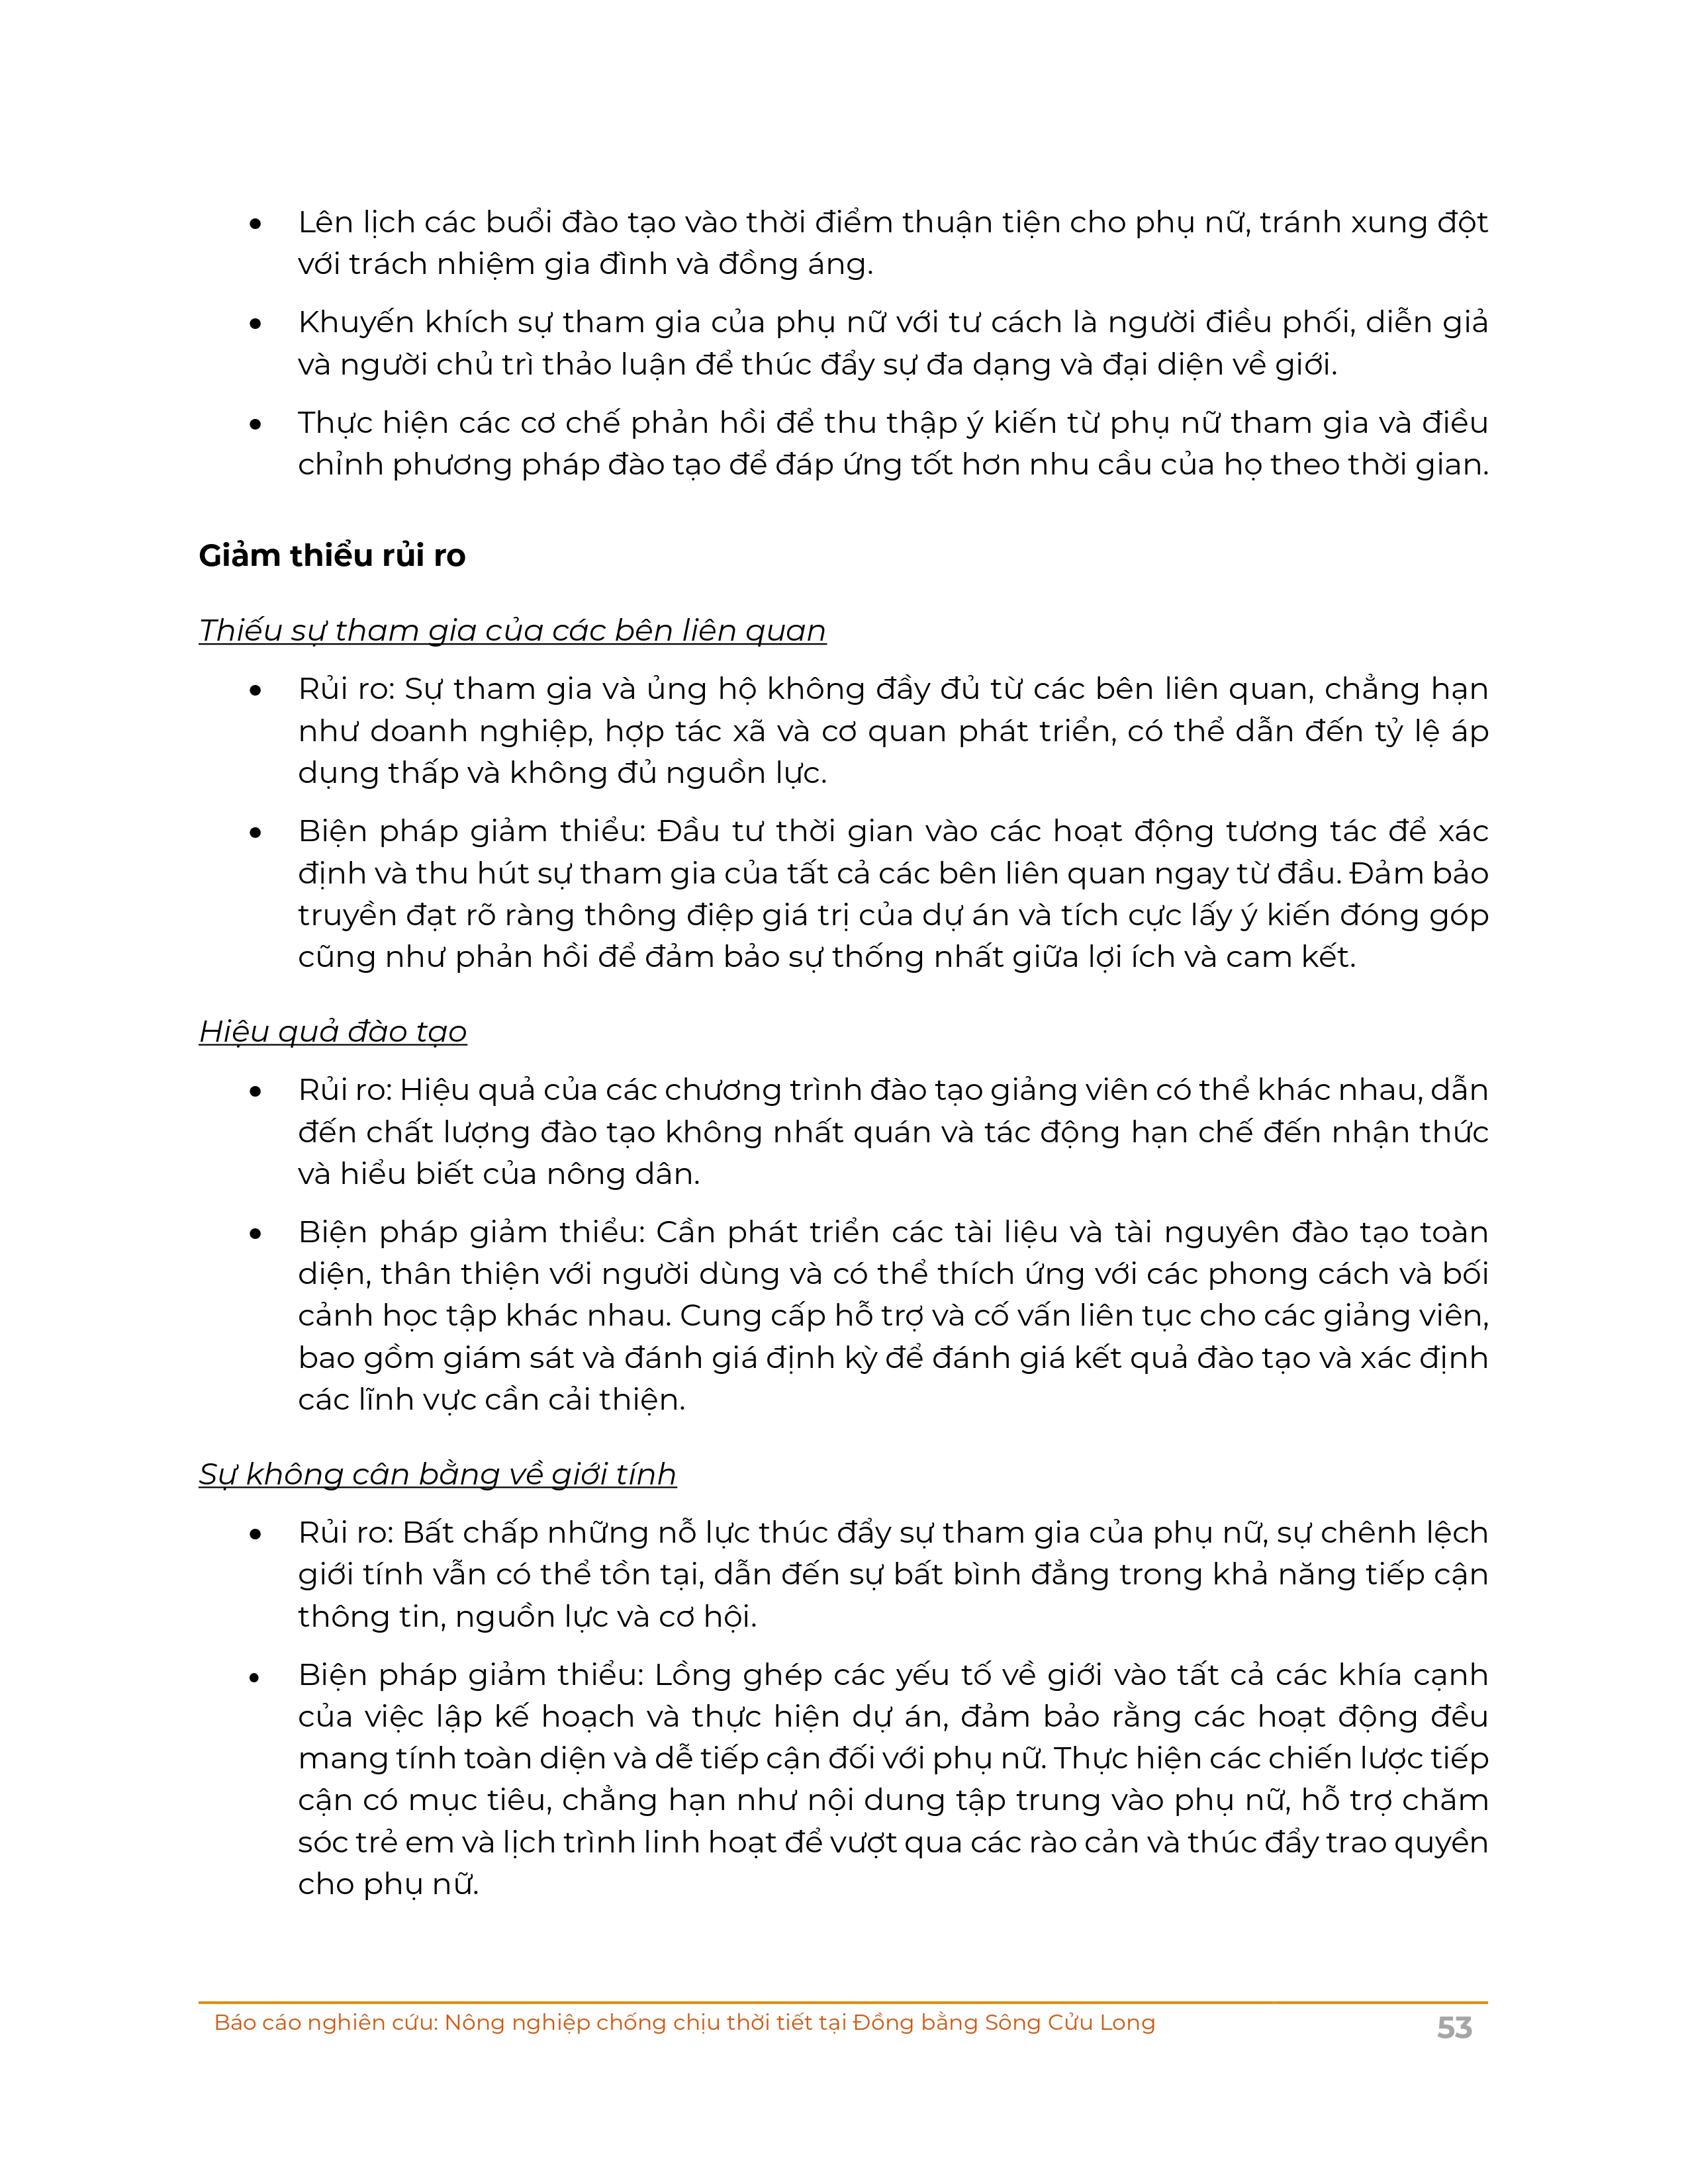 • Lên lịch các buổi đào tạo vào thời điểm thuận tiện cho phụ nữ, tránh xung đột
với trách nhiệm gia đình và đồng áng.
• Khuyến khích sự tham gia của phụ nữ với tư cách là người điều phối, diễn giả
và người chủ trì thảo luận để thúc đẩy sự đa dạng và đại diện về giới.
• Thực hiện các cơ chế phản hồi để thu thập ý kiến từ phụ nữ tham gia và điều
chỉnh phương pháp đào tạo để đáp ứng tốt hơn nhu cầu của họ theo thời gian.
Giảm thiểu rủi ro
Thiếu sự tham gia của các bên liên quan
• Rủi ro: Sự tham gia và ủng hộ không đầy đủ từ các bên liên quan, chẳng hạn
như doanh nghiệp, hợp tác xã và cơ quan phát triển, có thể dẫn đến tỷ lệ áp
dụng thấp và không đủ nguồn lực.
• Biện pháp giảm thiểu: Đầu tư thời gian vào các hoạt động tương tác để xác
định và thu hút sự tham gia của tất cả các bên liên quan ngay từ đầu. Đảm bảo
truyền đạt rõ ràng thông điệp giá trị của dự án và tích cực lấy ý kiến đóng góp
cũng như phản hồi để đảm bảo sự thống nhất giữa lợi ích và cam kết.
Hiệu quả đào tạo
• Rủi ro: Hiệu quả của các chương trình đào tạo giảng viên có thể khác nhau, dẫn
đến chất lượng đào tạo không nhất quán và tác động hạn chế đến nhận thức
và hiểu biết của nông dân.
• Biện pháp giảm thiểu: Cần phát triển các tài liệu và tài nguyên đào tạo toàn
diện, thân thiện với người dùng và có thể thích ứng với các phong cách và bối
cảnh học tập khác nhau. Cung cấp hỗ trợ và cố vấn liên tục cho các giảng viên,
bao gồm giám sát và đánh giá định kỳ để đánh giá kết quả đào tạo và xác định
các lĩnh vực cần cải thiện.
Sự không cân bằng về giới tính
• Rủi ro: Bất chấp những nỗ lực thúc đẩy sự tham gia của phụ nữ, sự chênh lệch
giới tính vẫn có thể tồn tại, dẫn đến sự bất bình đẳng trong khả năng tiếp cận
thông tin, nguồn lực và cơ hội.
• Biện pháp giảm thiểu: Lồng ghép các yếu tố về giới vào tất cả các khía cạnh
của việc lập kế hoạch và thực hiện dự án, đảm bảo rằng các hoạt động đều
mang tính toàn diện và dễ tiếp cận đối với phụ nữ. Thực hiện các chiến lược tiếp
cận có mục tiêu, chẳng hạn như nội dung tập trung vào phụ nữ, hỗ trợ chăm
sóc trẻ em và lịch trình linh hoạt để vượt qua các rào cản và thúc đẩy trao quyền
cho phụ nữ.
Báo cáo nghiên cứu: Nông nghiệp chống chịu thời tiết tại Đồng bằng Sông Cửu Long 53